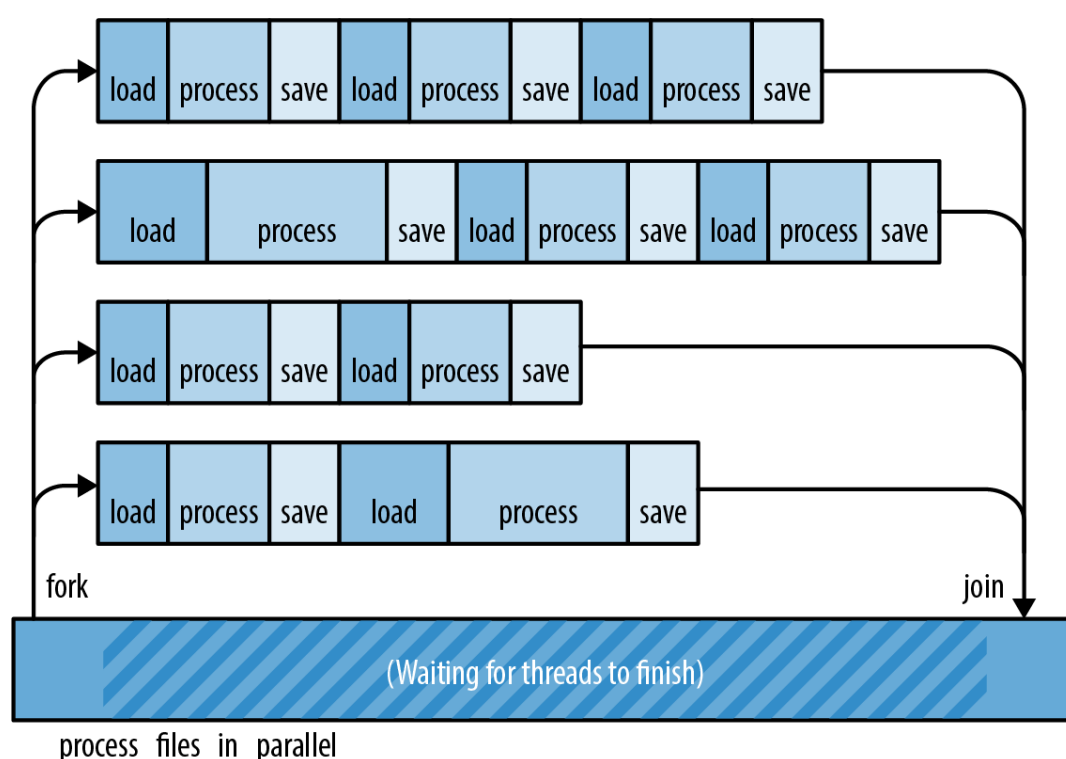 load process save load process save load process save
load process save load process save load process save
load process save load process save
load process save load process save
fork join
(Waiting for threads to finish)
process files in parallel